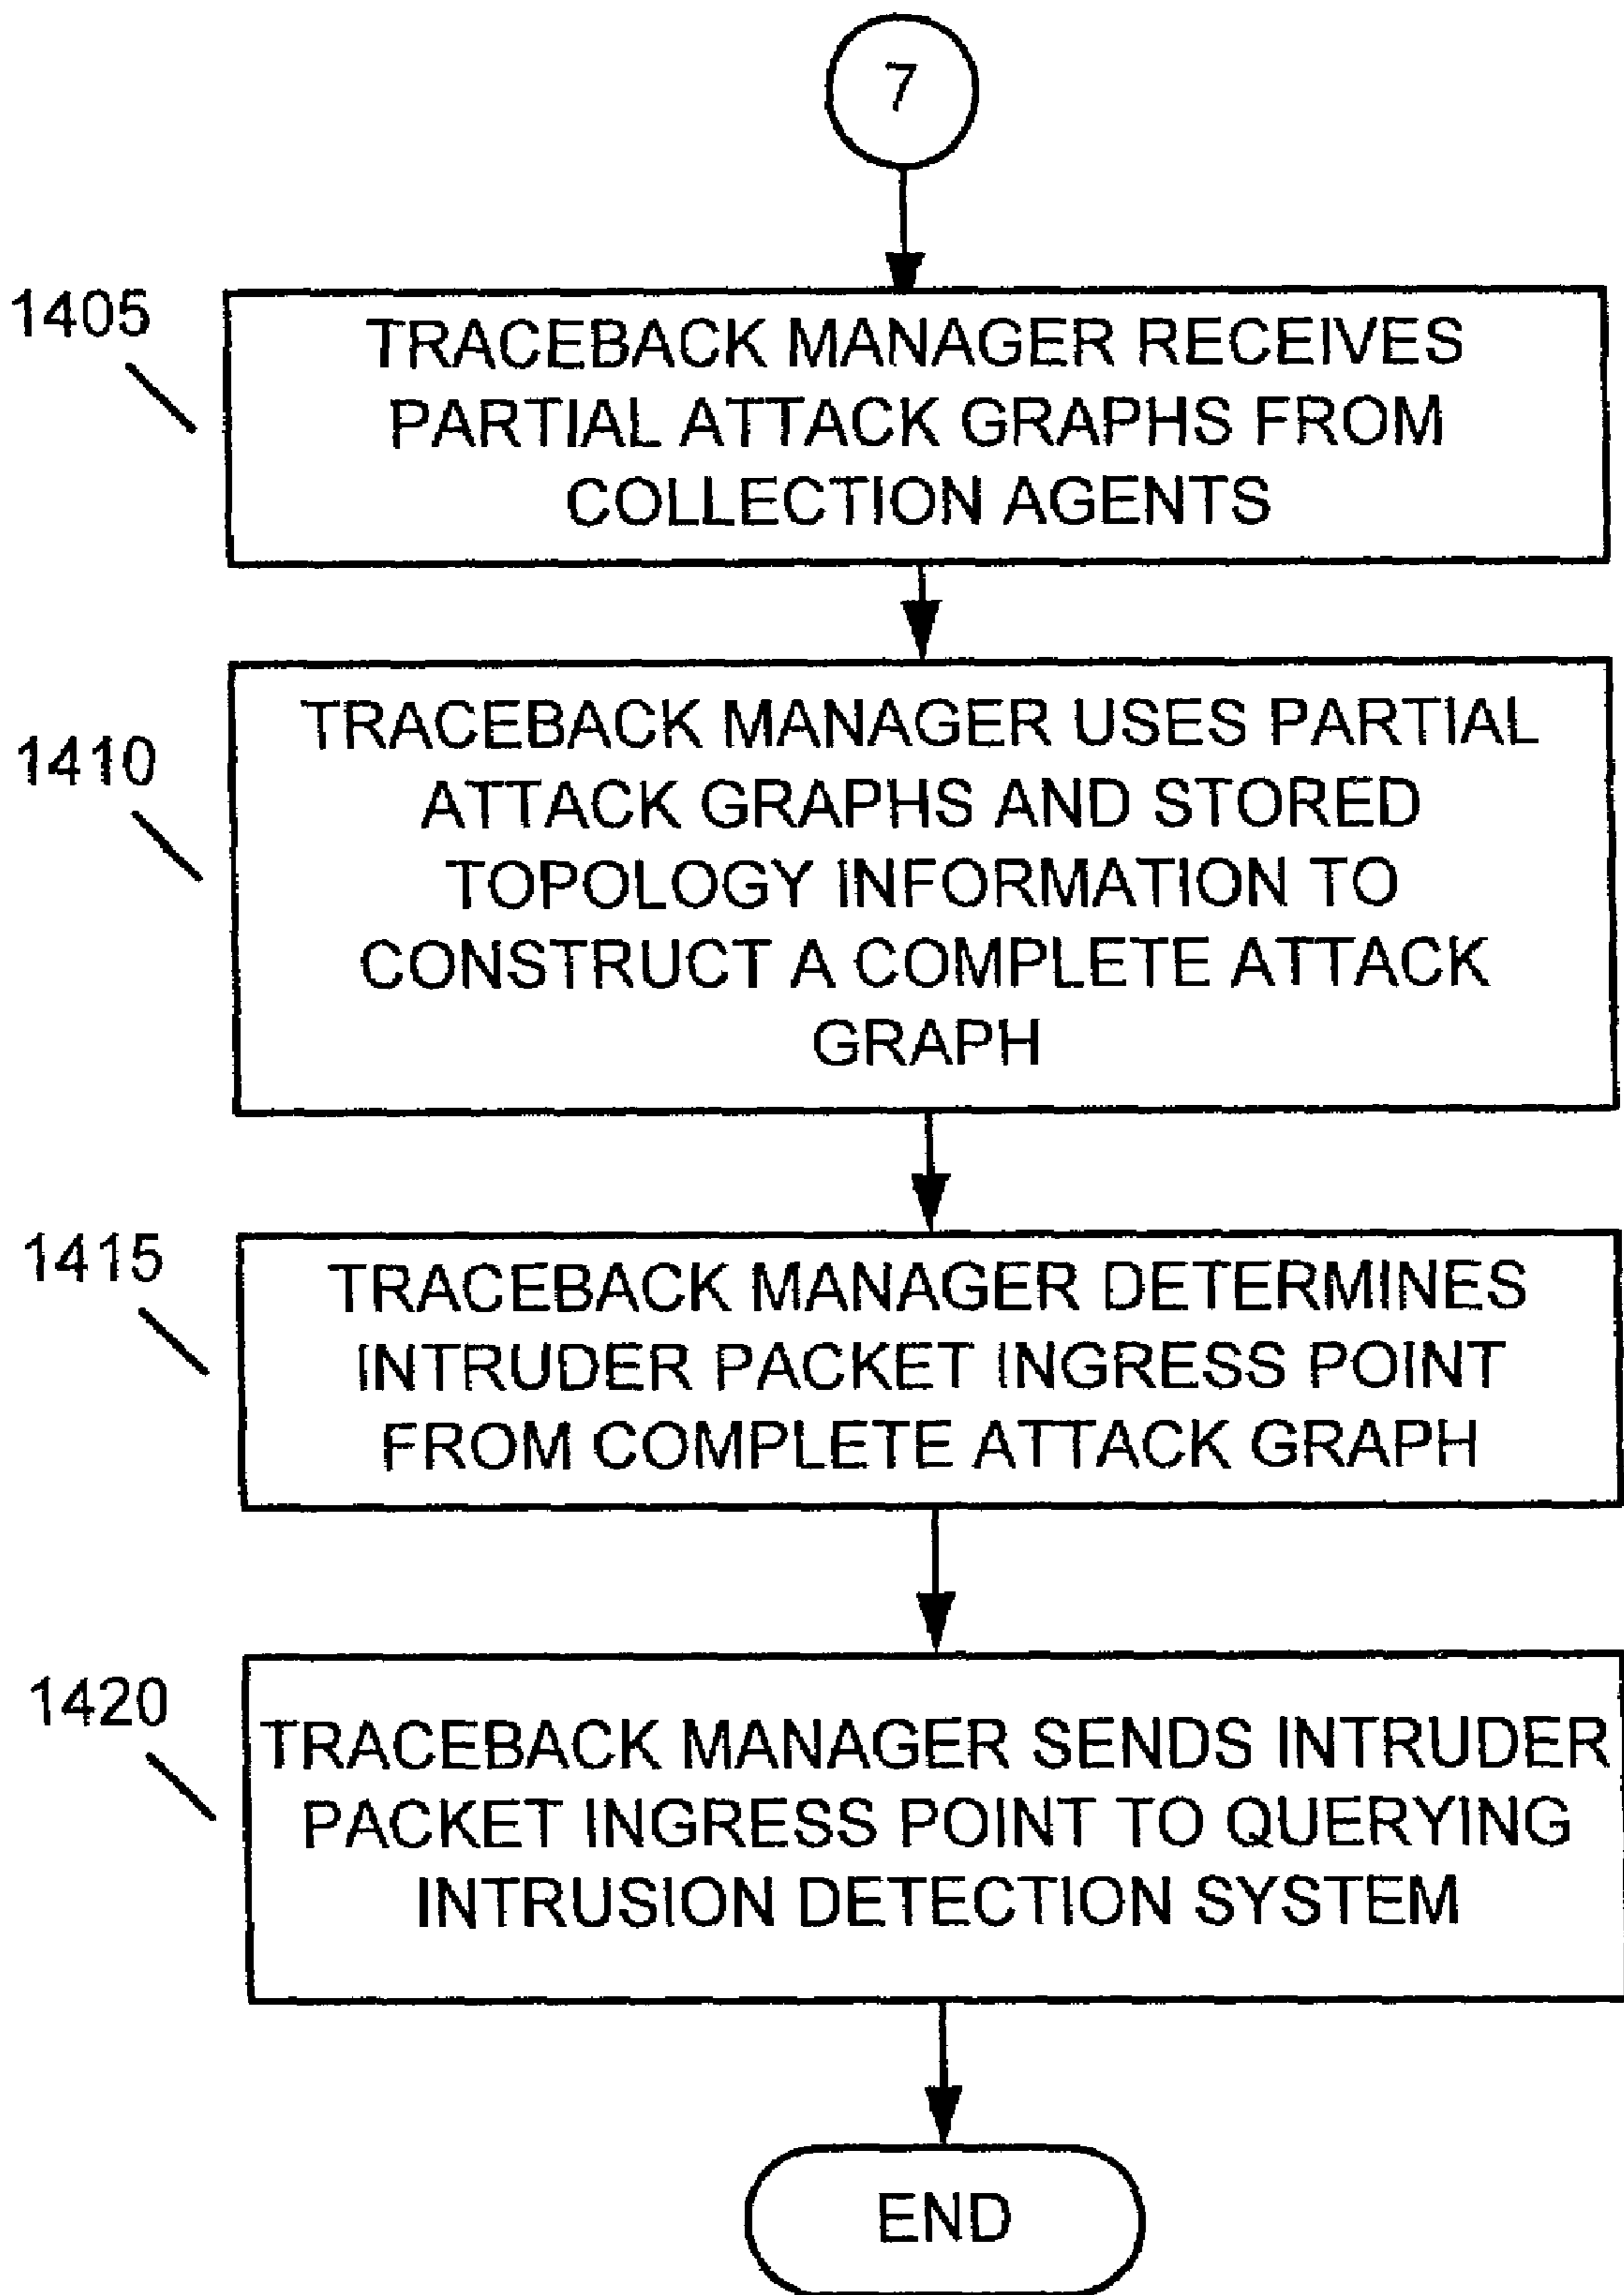 7
1405
TRACEBACK MANAGER RECEIVES
PARTIAL ATTACK GRAPHS FROM
COLLECTION AGENTS
1410
TRACEBACK MANAGER USES PARTIAL
ATTACK GRAPHS AND STORED
TOPOLOGY INFORMATION TO
CONSTRUCT A COMPLETE ATTACK
GRAPH
1415
TRACEBACK MANAGER DETERMINES
INTRUDER PACKET INGRESS POINT
FROM COMPLETE ATTACK GRAPH
1420
TRACEBACK MANAGER SENDS INTRUDER
PACKET INGRESS POINT TO QUERYING
INTRUSION DETECTION SYSTEM
END